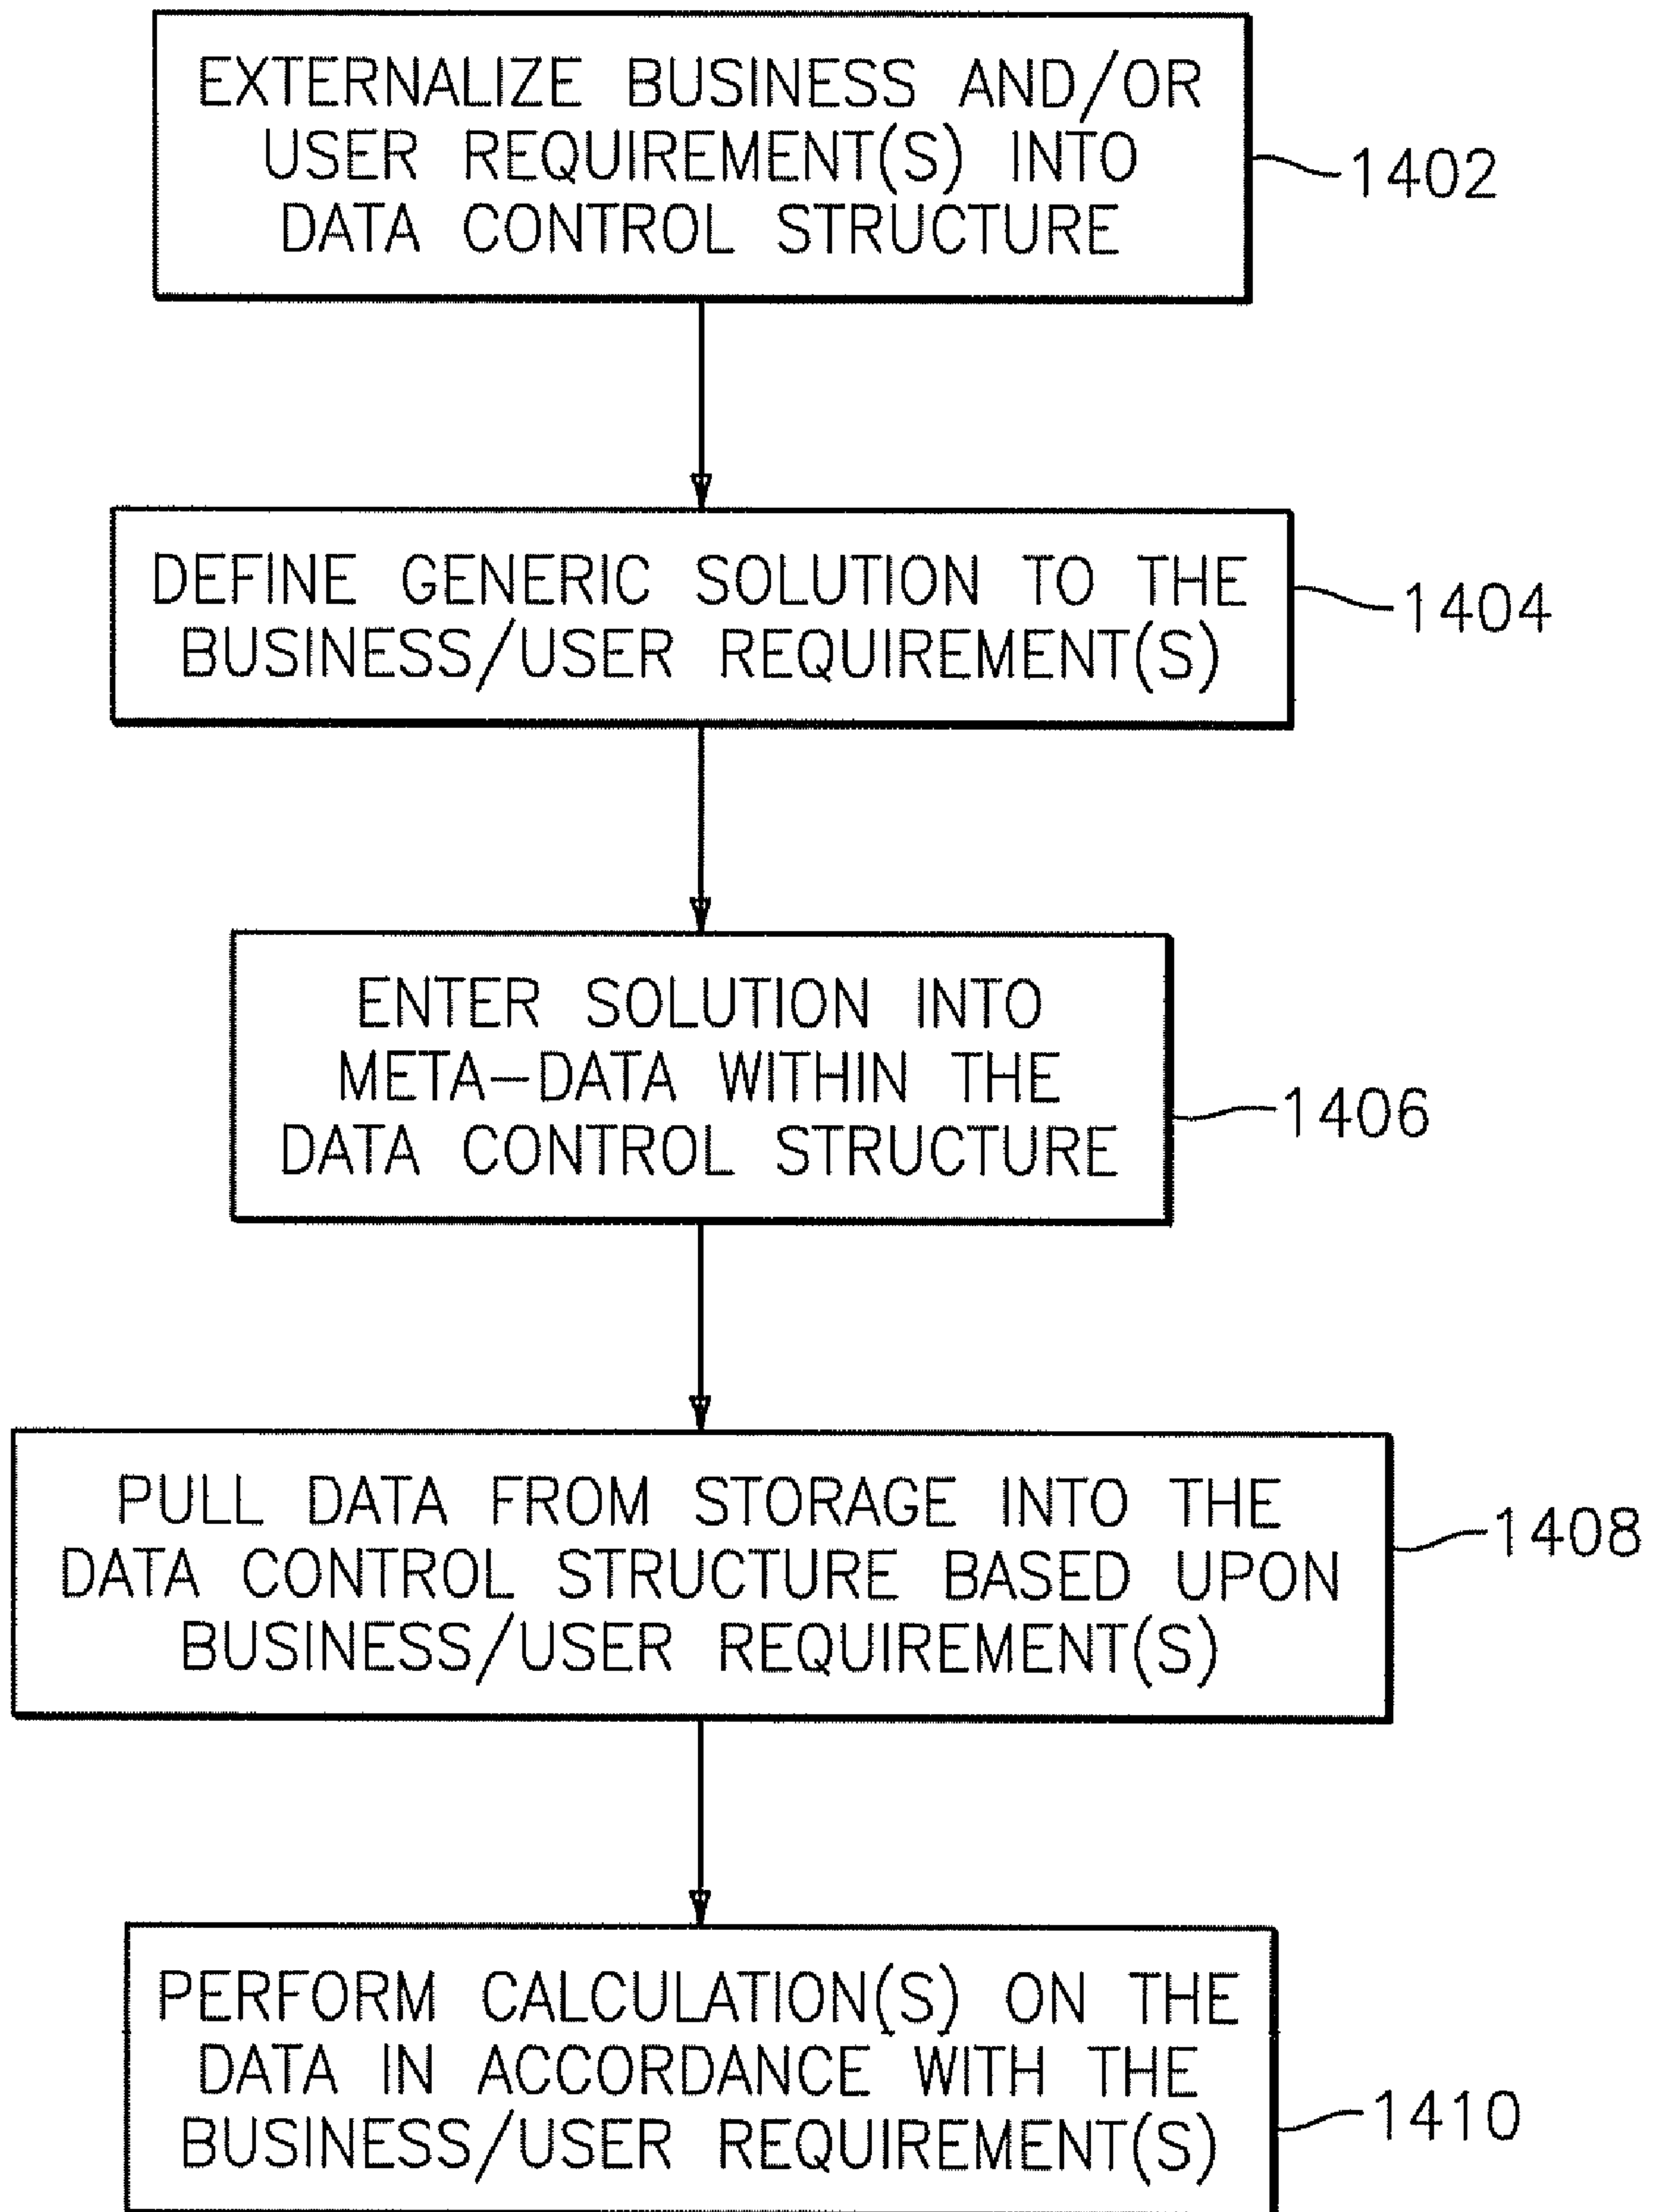 EXTERNALIZE BUSINESS AND/OR
USER REQUIREMENT(S) INTO
DATA CONTROL STRUCTURE
1402
DEFINE GENERIC SOLUTION TO THE
BUSINESS/USER REQUIREMENT(S)
1404
ENTER SOLUTION INTO
META-DATA WITHIN THE
DATA CONTROL STRUCTURE
1406
PULL DATA FROM STORAGE INTO THE
DATA CONTROL STRUCTURE BASED UPON
BUSINESS/USER REQUIREMENT(S)
1408
PERFORM CALCULATION(S) ON THE
DATA IN ACCORDANCE WITH THE
BUSINESS/USER REQUIREMENT(S)
1410